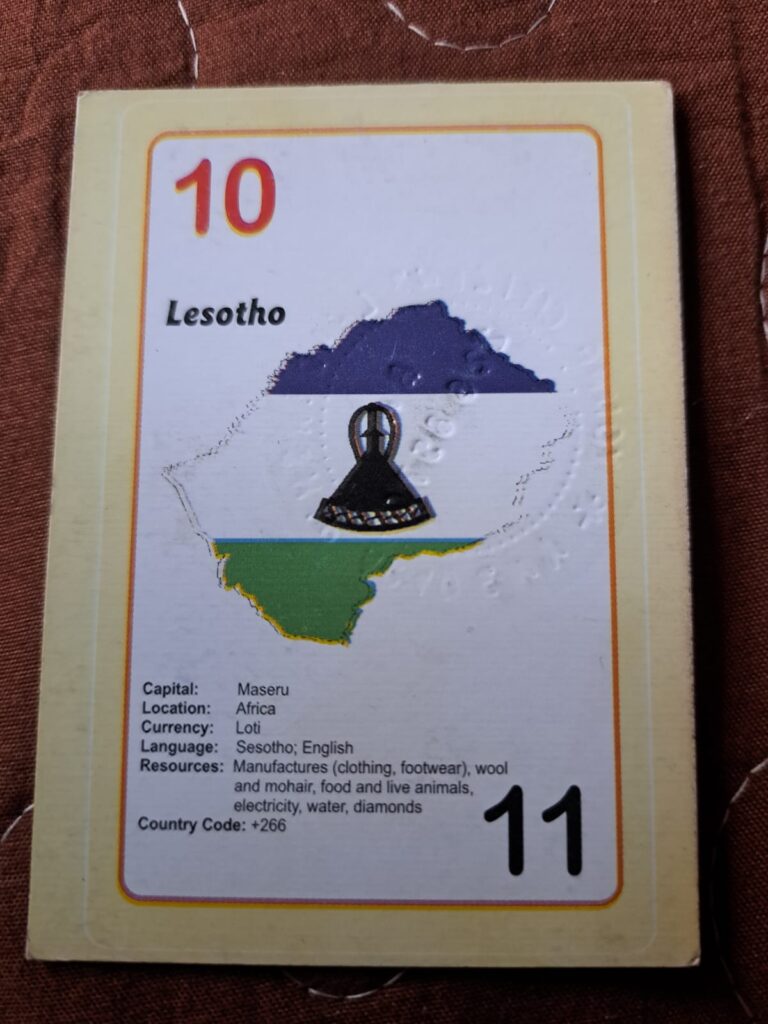 10
Lesotho
Capital: Maseru
Location: Africa
Currency: Loti
Language: Sesotho; English
Resources: Manufactures (clothing, footwear), wool
and mohair, food and live animals,
electricity, water, diamonds
Country Code: +266
11